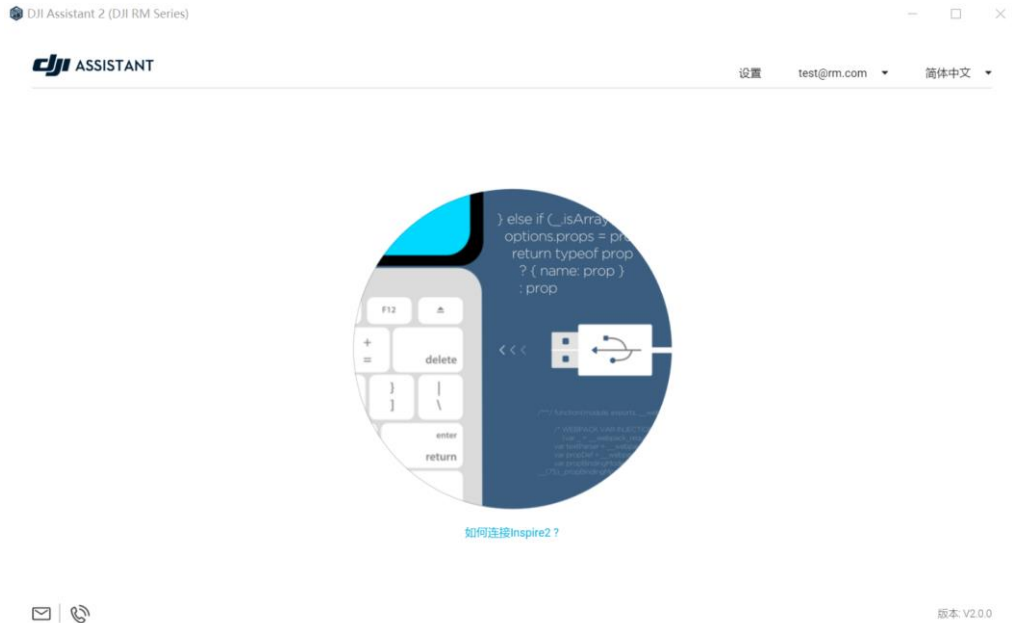 DJI Assistant 2 (DJI RM Series)
dji ASSISTANT
设置 test@rm.com 简体中文
} else if (_.isArray
options.props = pro
return typeof prop
? { name: prop }
: prop
F12
+
=
delete
}
]
|
\
enter
return
如何连接Inspire2?
版本: V2.0.0